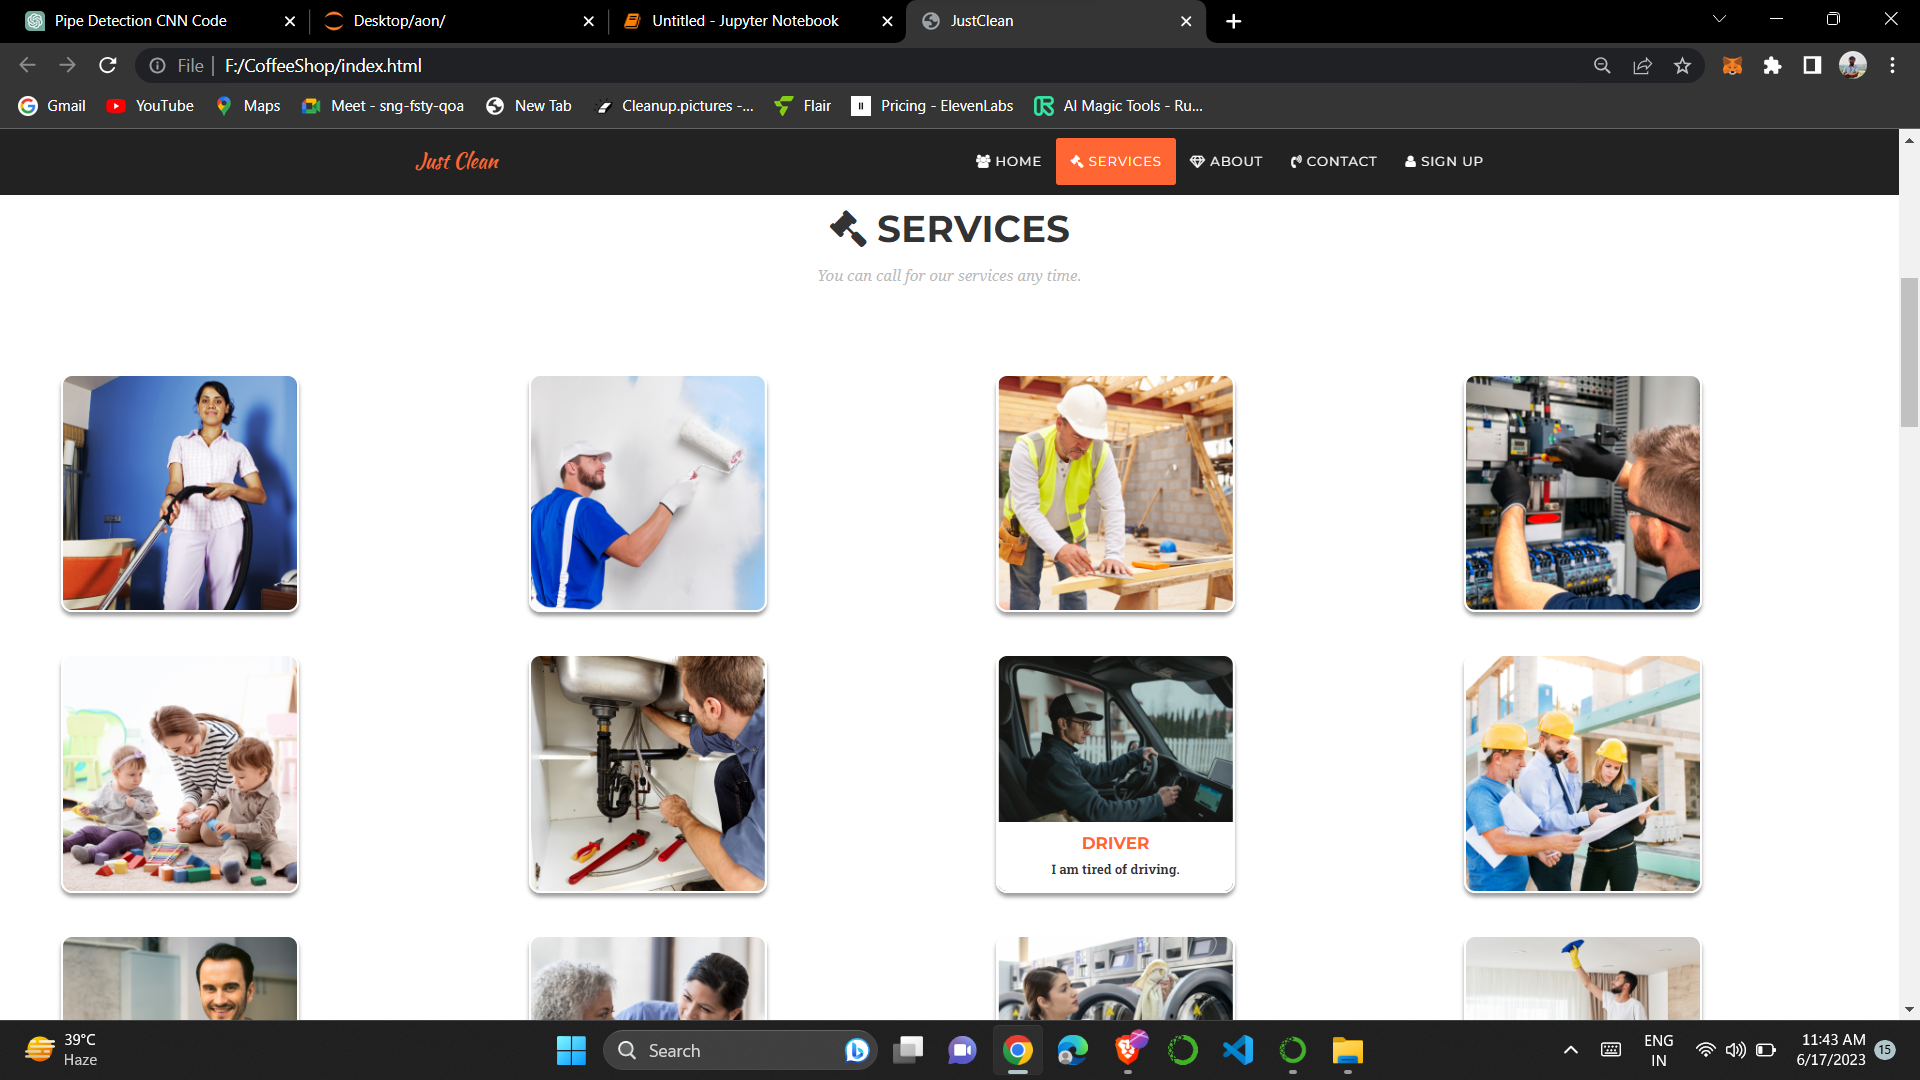 Pipe Detection CNN Code
Desktop/aon/
Untitled - Jupyter Notebook
JustClean
File | F:/CoffeeShop/index.html
Gmail
YouTube
Maps
Meet - sng-fsty-qoa
New Tab
Cleanup.pictures -...
Flair
Pricing - ElevenLabs
AI Magic Tools - Ru...
Just Clean
HOME
SERVICES
ABOUT
CONTACT
SIGN UP
SERVICES
You can call for our services any time.
DRIVER
I am tired of driving.
39°C
Haze
Search
ENG
IN
11:43 AM
6/17/2023
15